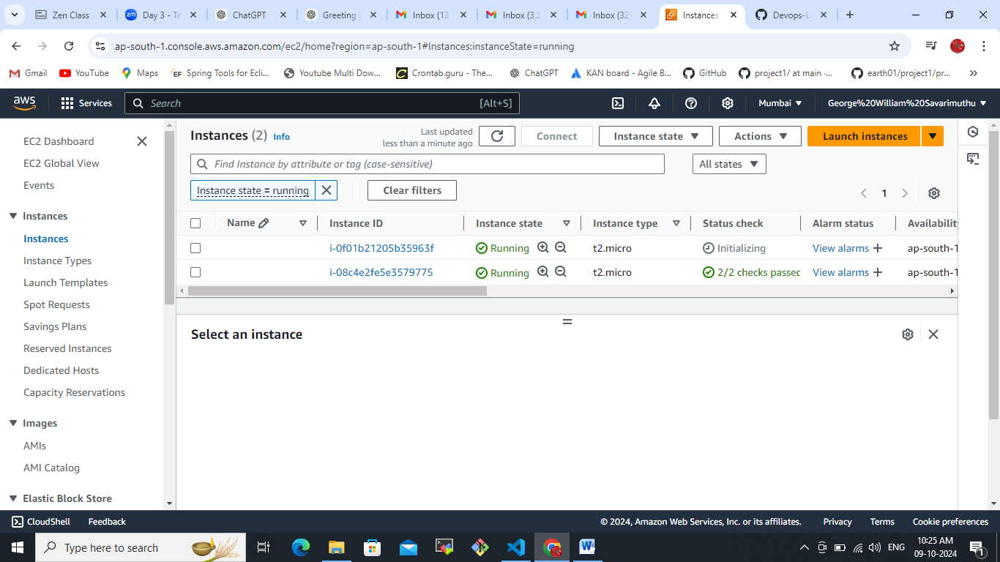 Zen Class
Day 3 - Te
ChatGPT
Greeting
Inbox (13
Inbox (3,2
Inbox (32)
Instances
Devops-L
ap-south-1.console.aws.amazon.com/ec2/home?region=ap-south-1#Instances:instanceState=running
Gmail
YouTube
Maps
EF Spring Tools for Ecli...
Youtube Multi Dow...
Crontab.guru - The...
ChatGPT
KAN board - Agile B...
GitHub
project1/ at main ·...
earth01/project1/pr...
aws
Services
Search
[Alt+S]
Mumbai
George%20William%20Savarimuthu
EC2 Dashboard
EC2 Global View
Events
Instances
Instances
Instance Types
Launch Templates
Spot Requests
Savings Plans
Reserved Instances
Dedicated Hosts
Capacity Reservations
Images
AMIs
AMI Catalog
Elastic Block Store
Instances (2) Info
Last updated
less than a minute ago
Connect
Instance state
Actions
Launch instances
Find Instance by attribute or tag (case-sensitive)
All states
Instance state = running
Clear filters
1
Name Instance ID Instance state Instance type Status check Alarm status Availability
i-0f01b21205b35963f Running t2.micro Initializing View alarms ap-south-1
i-08c4e2fe5e3579775 Running t2.micro 2/2 checks passed View alarms ap-south-1
Select an instance
CloudShell
Feedback
© 2024, Amazon Web Services, Inc. or its affiliates.
Privacy
Terms
Cookie preferences
Type here to search
ENG
10:25 AM
09-10-2024
1